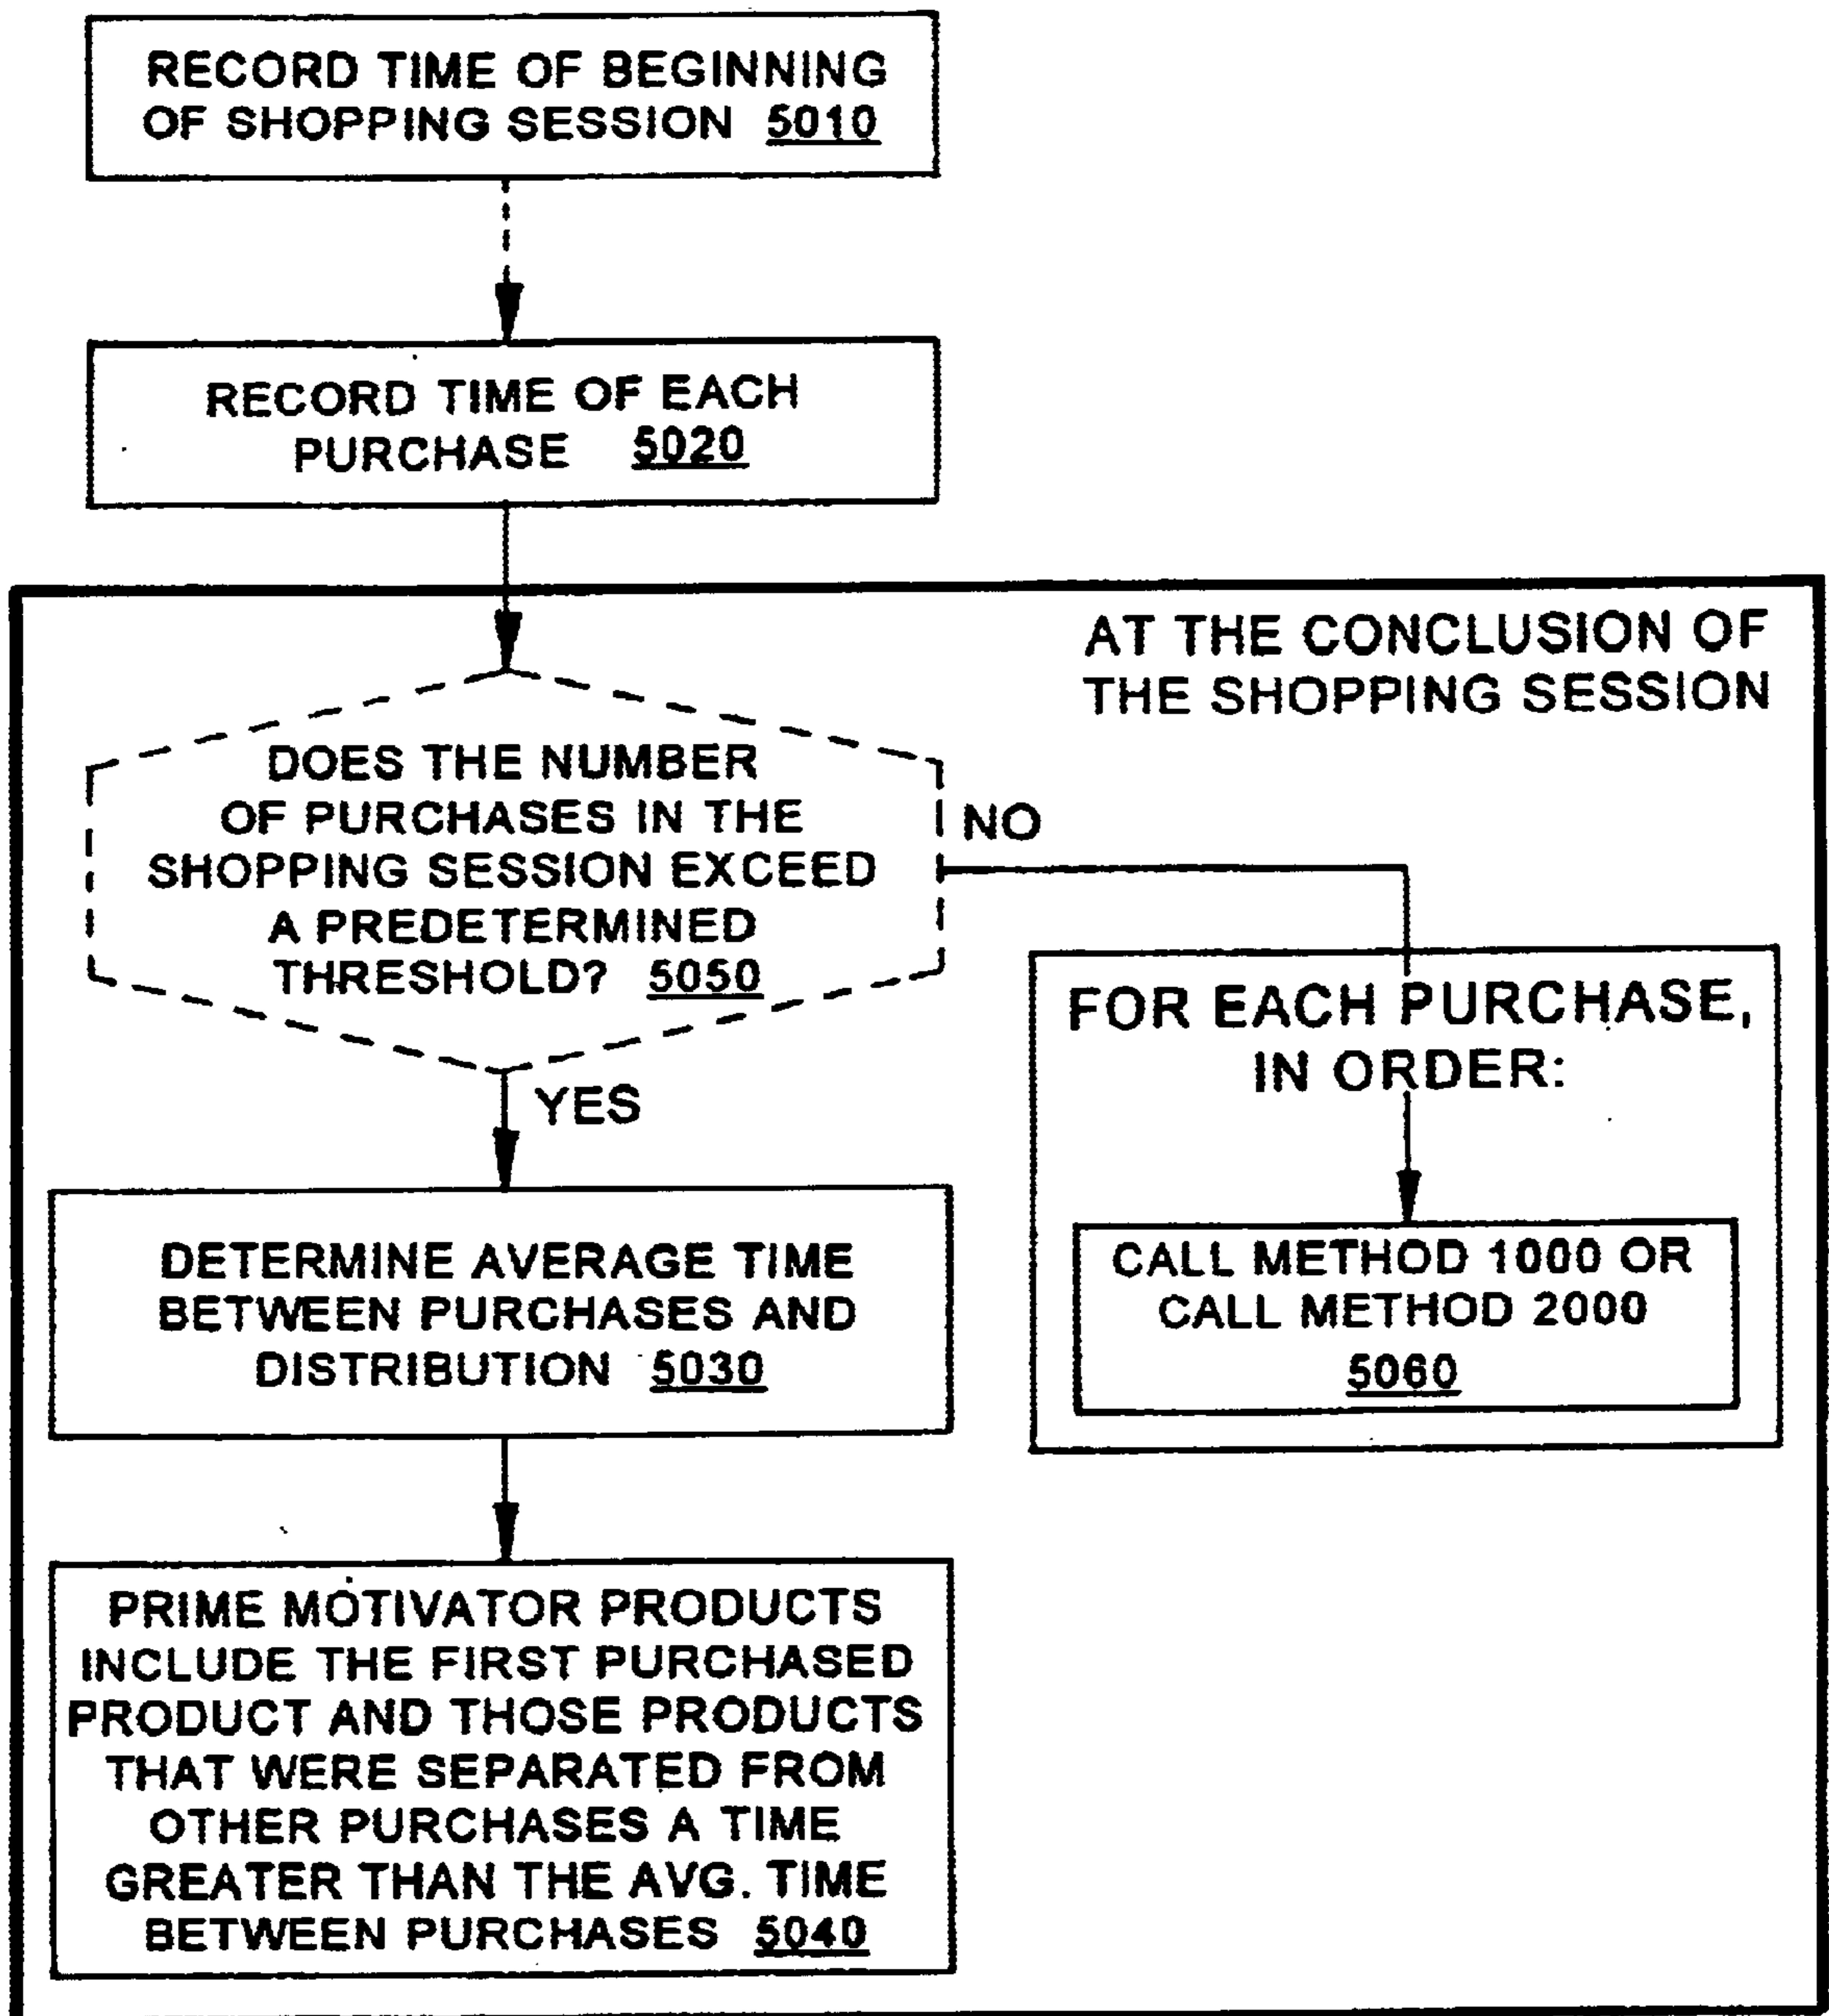 RECORD TIME OF BEGINNING
OF SHOPPING SESSION 5010
RECORD TIME OF EACH
PURCHASE 5020
AT THE CONCLUSION OF
THE SHOPPING SESSION
DOES THE NUMBER
OF PURCHASES IN THE
SHOPPING SESSION EXCEED
A PREDETERMINED
THRESHOLD? 5050
NO
YES
FOR EACH PURCHASE,
IN ORDER:
CALL METHOD 1000 OR
CALL METHOD 2000
5060
DETERMINE AVERAGE TIME
BETWEEN PURCHASES AND
DISTRIBUTION 5030
PRIME MOTIVATOR PRODUCTS
INCLUDE THE FIRST PURCHASED
PRODUCT AND THOSE PRODUCTS
THAT WERE SEPARATED FROM
OTHER PURCHASES A TIME
GREATER THAN THE AVG. TIME
BETWEEN PURCHASES 5040